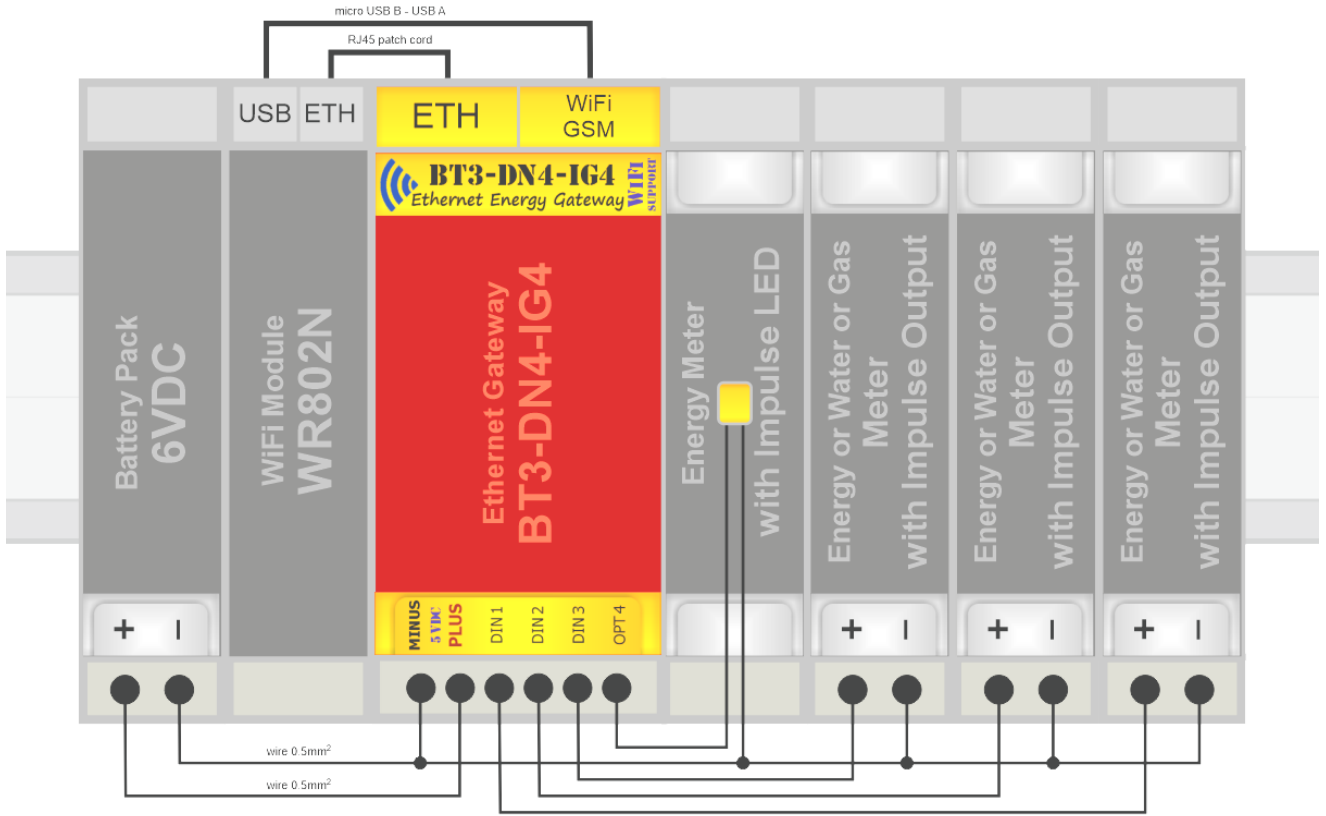 micro USB B - USB A
RJ45 patch cord
USB
ETH
ETH
WiFi
GSM
BT3-DN4-IG4
Ethernet Energy Gateway
WiFi
SUPPORT
Battery Pack
6VDC
WiFi Module
WR802N
Ethernet Gateway
BT3-DN4-IG4
Energy Meter
with Impulse LED
Energy or Water or Gas
Meter
with Impulse Output
Energy or Water or Gas
Meter
with Impulse Output
Energy or Water or Gas
Meter
with Impulse Output
+ −
MINUS
5 VDC
PLUS
DIN 1
DIN 2
DIN 3
OPT 4
+ −
+ −
+ −
wire 0 5mm²
wire 0 5mm²